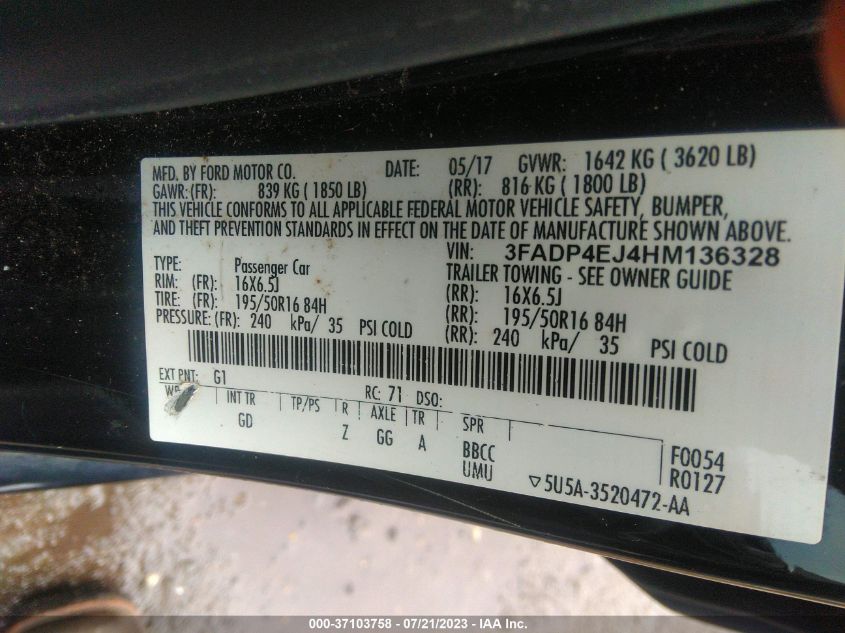 MFD. BY FORD MOTOR CO. DATE: 05/17 GVWR: 1642 KG ( 3620 LB)
GAWR: (FR): 839 KG ( 1850 LB) (RR): 816 KG ( 1800 LB)
THIS VEHICLE CONFORMS TO ALL APPLICABLE FEDERAL MOTOR VEHICLE SAFETY, BUMPER,
AND THEFT PREVENTION STANDARDS IN EFFECT ON THE DATE OF MANUFACTURE SHOWN ABOVE.
VIN: 3FADP4EJ4HM136328
TYPE: Passenger Car TRAILER TOWING - SEE OWNER GUIDE
RIM: (FR): 16X6.5J (RR): 16X6.5J
TIRE: (FR): 195/50R16 84H (RR): 195/50R16 84H
PRESSURE: (FR): 240 kPa/ 35 PSI COLD (RR): 240 kPa/ 35 PSI COLD
EXT PNT: G1 RC: 71 DSO:
INT TR TP/PS R AXLE TR SPR
GD Z GG A BBCC
UMU
F0054
R0127
▽5U5A-3520472-AA
000-37103758 - 07/21/2023 - IAA Inc.